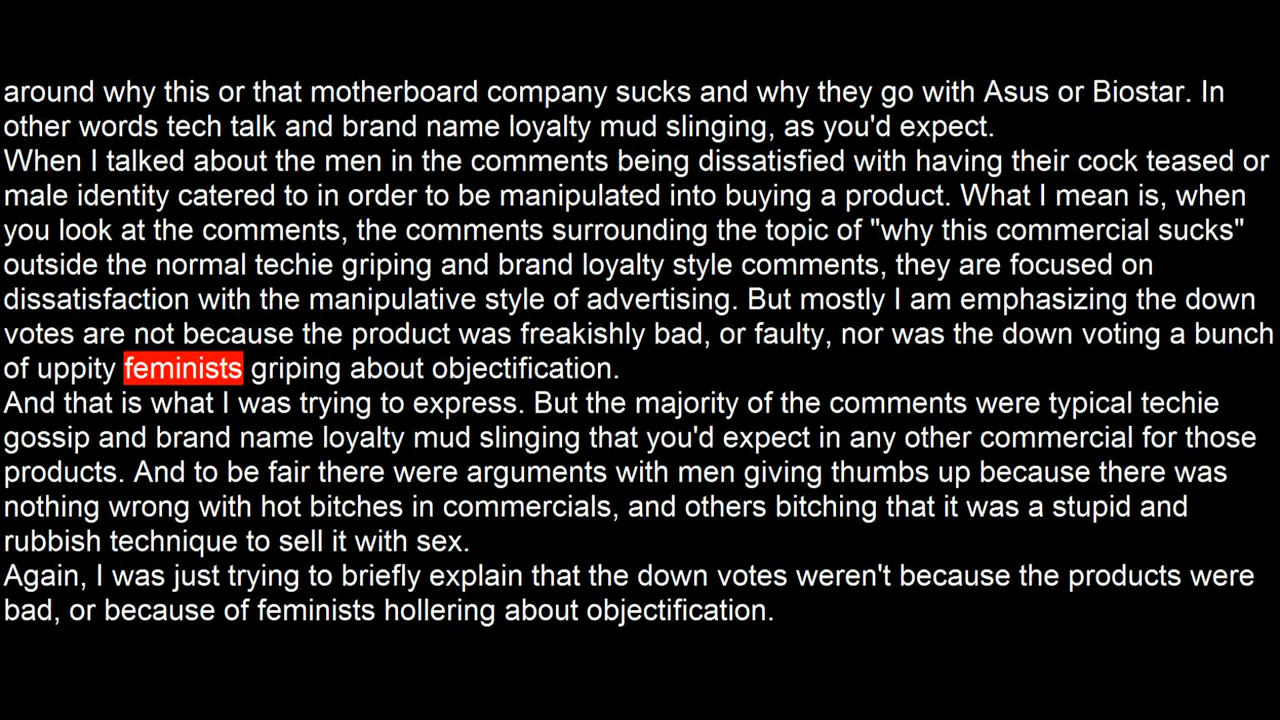 around why this or that motherboard company sucks and why they go with Asus or Biostar. In
other words tech talk and brand name loyalty mud slinging, as you'd expect.
When I talked about the men in the comments being dissatisfied with having their cock teased or
male identity catered to in order to be manipulated into buying a product. What I mean is, when
you look at the comments, the comments surrounding the topic of "why this commercial sucks"
outside the normal techie griping and brand loyalty style comments, they are focused on
dissatisfaction with the manipulative style of advertising. But mostly I am emphasizing the down
votes are not because the product was freakishly bad, or faulty, nor was the down voting a bunch
of uppity feminists griping about objectification.
And that is what I was trying to express. But the majority of the comments were typical techie
gossip and brand name loyalty mud slinging that you'd expect in any other commercial for those
products. And to be fair there were arguments with men giving thumbs up because there was
nothing wrong with hot bitches in commercials, and others bitching that it was a stupid and
rubbish technique to sell it with sex.
Again, I was just trying to briefly explain that the down votes weren't because the products were
bad, or because of feminists hollering about objectification.